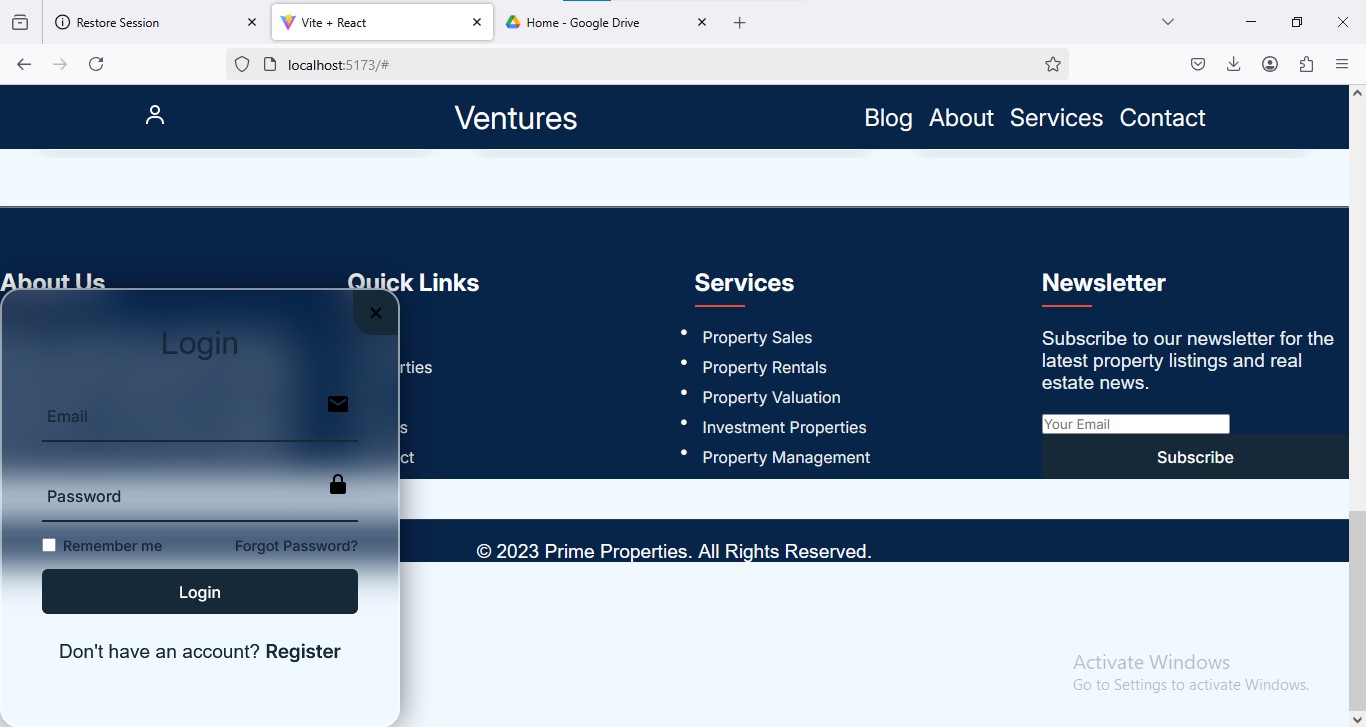 Restore Session
Vite + React
Home - Google Drive
localhost:5173/#
Ventures
Blog About Services Contact
About Us
Quick Links
Services
Newsletter
Login
Email
Password
Remember me
Forgot Password?
Login
Don't have an account? Register
rties
s
ct
Property Sales
Property Rentals
Property Valuation
Investment Properties
Property Management
Subscribe to our newsletter for the
latest property listings and real
estate news.
Your Email
Subscribe
© 2023 Prime Properties. All Rights Reserved.
Activate Windows
Go to Settings to activate Windows.